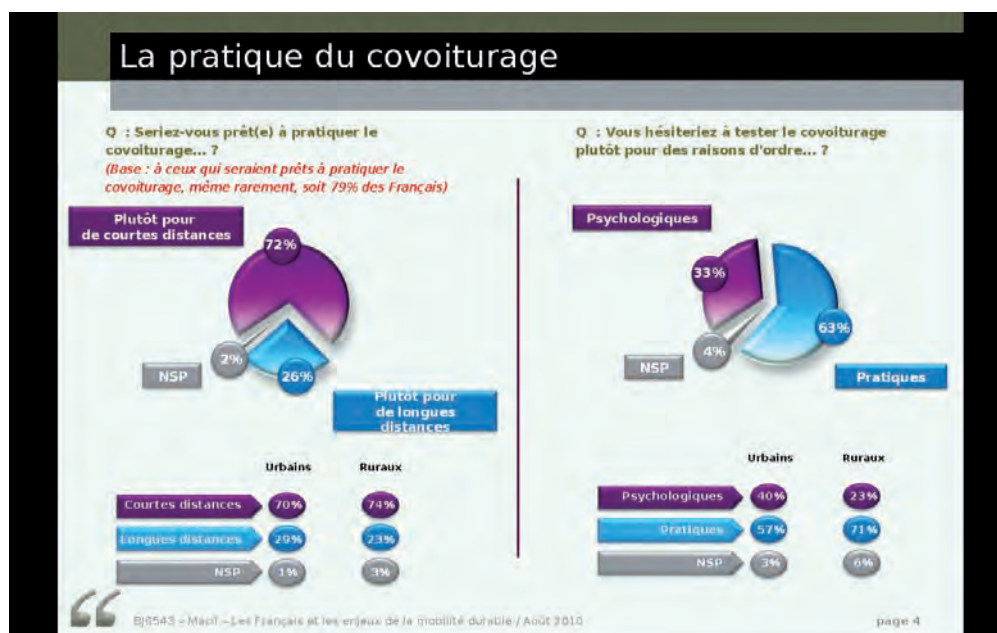 La pratique du covoiturage
Q : Seriez-vous prêt(e) à pratiquer le
covoiturage... ?
(Base : à ceux qui seraient prêts à pratiquer le
covoiturage, même rarement, soit 79% des Français)
Plutôt pour
de courtes distances
72%
2%
NSP
26%
Plutôt pour
de longues
distances
Urbains Ruraux
Courtes distances 70% 74%
Longues distances 29% 23%
NSP 1% 3%
Q : Vous hésiteriez à tester le covoiturage
plutôt pour des raisons d'ordre... ?
Psychologiques
33%
63%
4%
NSP
Pratiques
Urbains Ruraux
Psychologiques 40% 23%
Pratiques 57% 71%
NSP 3% 6%
BJ6543 – Macif – Les Français et les enjeux de la mobilité durable / Août 2010
page 4